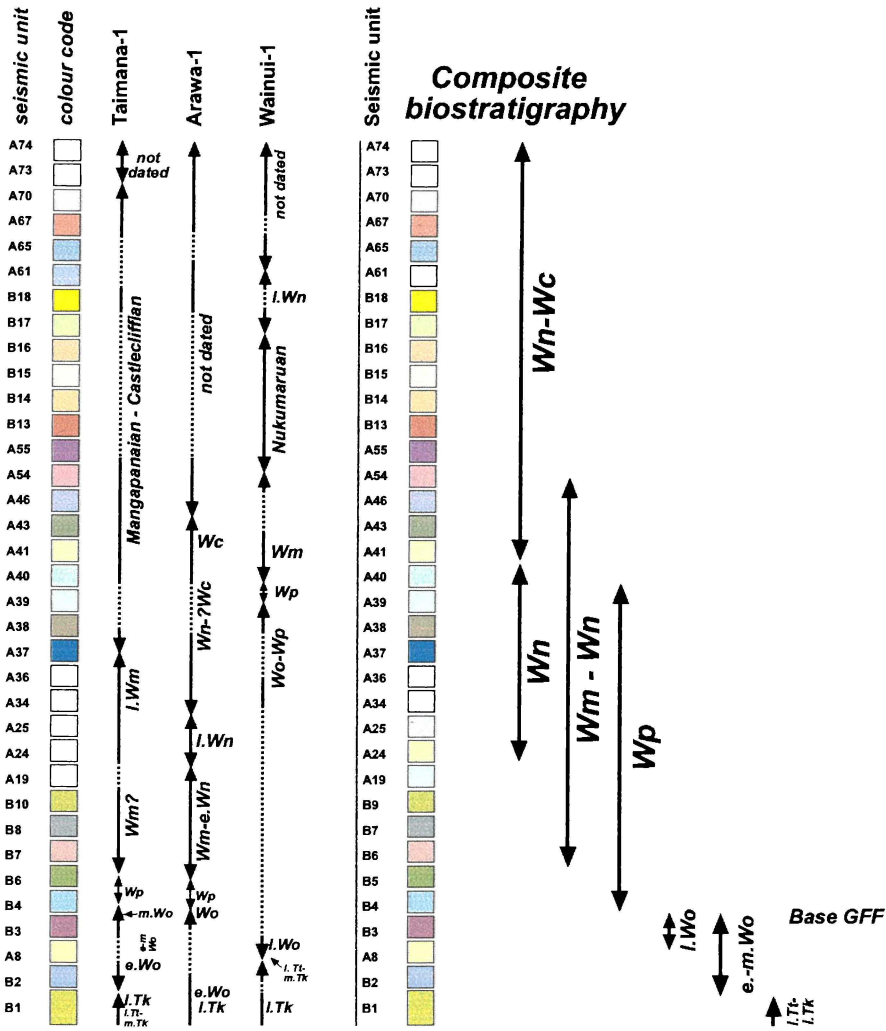 seismic unit
colour code
Taimana-1
Arawa-1
Wainui-1
Seismic unit
Composite
biostratigraphy
A74
A73
A70
A67
A65
A61
B18
B17
B16
B15
B14
B13
A55
A54
A46
A43
A41
A40
A39
A38
A37
A36
A34
A25
A24
A19
B10
B8
B7
B6
B4
B3
A8
B2
B1
not
dated
Mangapanaian - Castlecliffian
l.Wm
Wm?
Wp
m.Wo
e-m
Wo
e.Wo
l.Tk
l.Tt-
m.Tk
not dated
Wc
Wn-?Wc
l.Wn
Wm-e.Wn
Wp
Wo
e.Wo
l.Tk
not dated
l.Wn
Nukumaruan
Wm
Wp
Wo-Wp
l.Wo
l.Tt-
m.Tk
l.Tk
A74
A73
A70
A67
A65
A61
B18
B17
B16
B15
B14
B13
A55
A54
A46
A43
A41
A40
A39
A38
A37
A36
A34
A25
A24
A19
B9
B7
B6
B5
B4
B3
A8
B2
B1
Wn-Wc
Wn
Wm - Wn
Wp
l.Wo
e.-m.Wo
l.Tt-
l.Tk
Base GFF